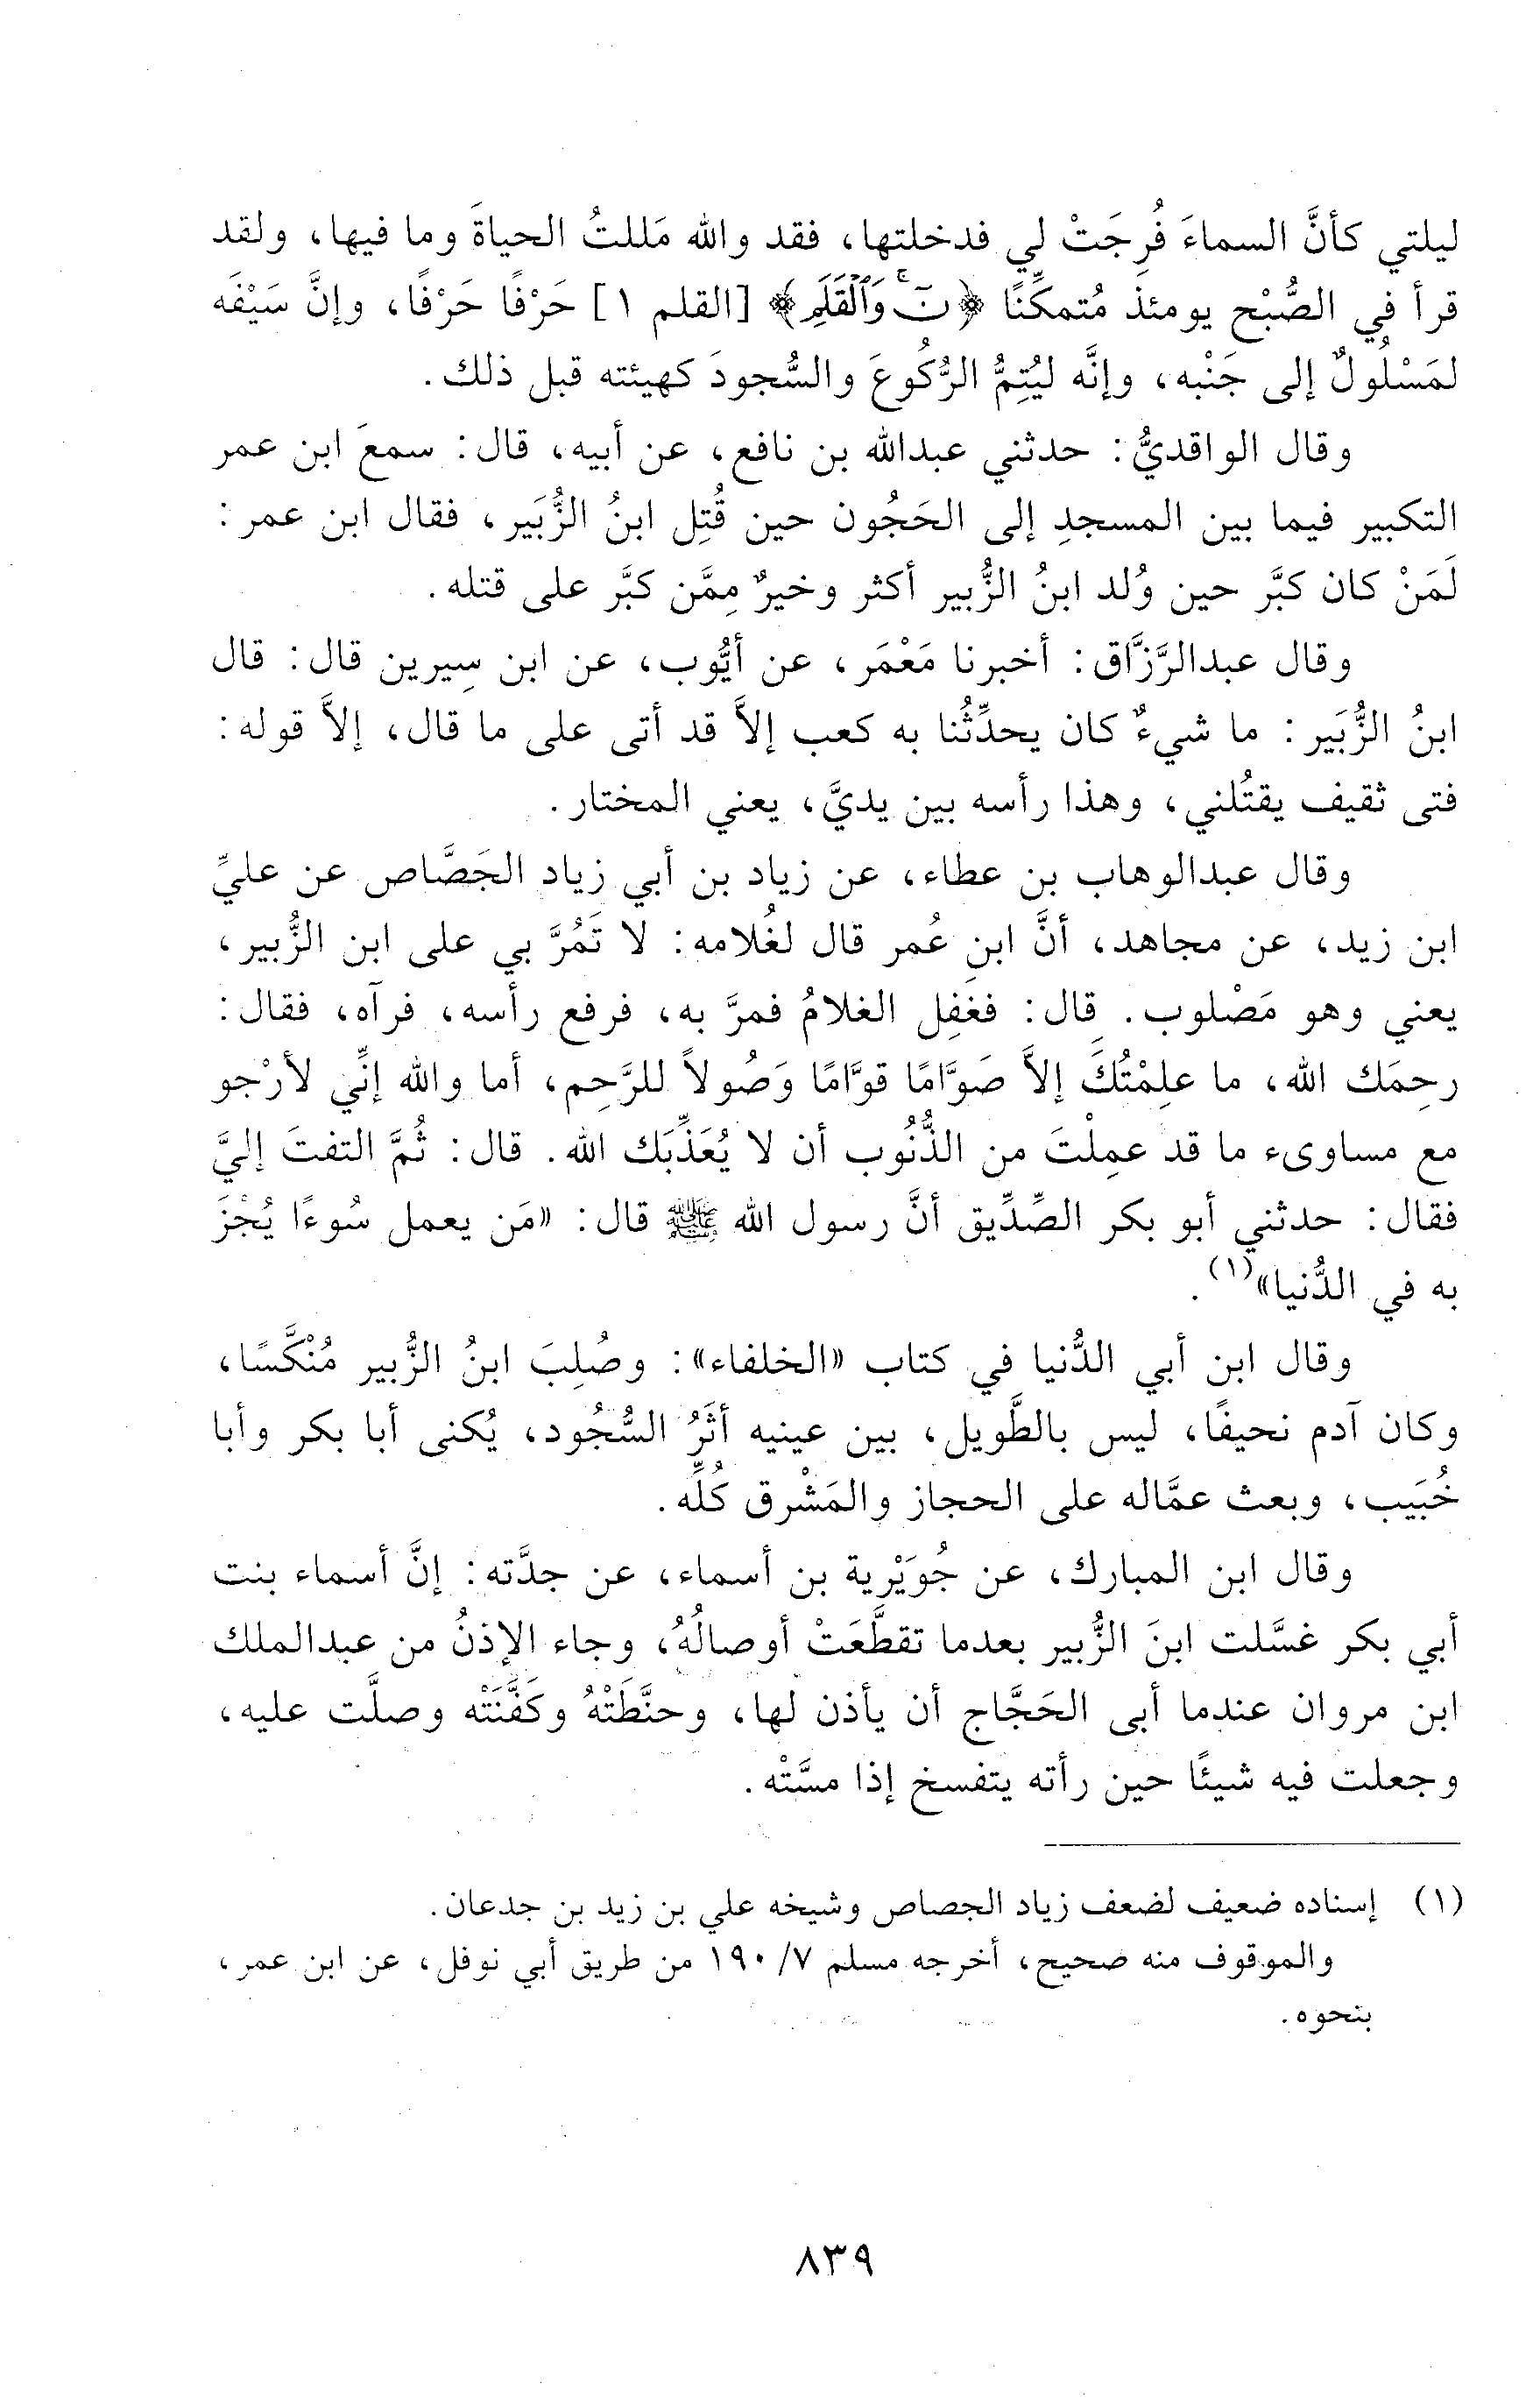 ليلتي كأنَّ السماءَ فُرِجَتْ لي فدخلتها، فقد والله مَللتُ الحياةَ وما فيها، ولقد
قرأ في الصُّبْح يومئذٍ مُتمكِّنًا ﴿نٓ ۚ وَٱلْقَلَمِ﴾ [القلم ١] حَرْفًا حَرْفًا، وإنَّ سَيْفَه
لمَسْلُولٌ إلى جَنْبه، وإنَّه ليُتِمُّ الرُّكُوعَ والسُّجودَ كهيئته قبل ذلك.
وقال الواقديُّ: حدثني عبدالله بن نافع، عن أبيه، قال: سمعَ ابن عمر
التكبير فيما بين المسجدِ إلى الحَجُون حين قُتِل ابنُ الزُّبَير، فقال ابن عمر:
لَمَنْ كان كبَّر حين وُلد ابنُ الزُّبير أكثر وخيرٌ مِمَّن كبَّر على قتله.
وقال عبدالرَّزَّاق: أخبرنا مَعْمَر، عن أيُّوب، عن ابن سِيرين قال: قال
ابنُ الزُّبَير: ما شيءٌ كان يحدِّثُنا به كعب إلاَّ قد أتى على ما قال، إلاَّ قوله:
فتى ثقيف يقتُلني، وهذا رأسه بين يديَّ، يعني المختار.
وقال عبدالوهاب بن عطاء، عن زياد بن أبي زياد الجَصَّاص عن عليِّ
ابن زيد، عن مجاهد، أنَّ ابنِ عُمر قال لغُلامه: لا تَمُرَّ بي على ابن الزُّبير،
يعني وهو مَصْلوب. قال: فغَفِل الغلامُ فمرَّ به، فرفع رأسه، فرآه، فقال:
رحِمَك الله، ما علِمْتُكَ إلاَّ صَوَّامًا قوَّامًا وَصُولاً للرَّحِم، أما والله إنِّي لأرْجو
مع مساوىء ما قد عمِلْتَ من الذُّنُوب أن لا يُعَذِّبَك الله. قال: ثُمَّ التفتَ إليَّ
فقال: حدثني أبو بكر الصِّدِّيق أنَّ رسول الله ﷺ قال: «مَن يعمل سُوءًا يُجْزَ
به في الدُّنيا»(١).
وقال ابن أبي الدُّنيا في كتاب «الخلفاء»: وصُلِبَ ابنُ الزُّبير مُنْكَّسًا،
وكان آدم نحيفًا، ليس بالطَّويل، بين عينيه أثَرُ السُّجُود، يُكنى أبا بكر وأبا
خُبَيب، وبعث عمَّاله على الحجاز والمَشْرق كُلِّه.
وقال ابن المبارك، عن جُوَيْرية بن أسماء، عن جدَّته: إنَّ أسماء بنت
أبي بكر غسَّلت ابنَ الزُّبير بعدما تقطَّعَتْ أوصالُهُ، وجاء الإذنُ من عبدالملك
ابن مروان عندما أبى الحَجَّاج أن يأذن لها، وحنَّطَتْهُ وكَفَّنَتْه وصلَّت عليه،
وجعلت فيه شيئًا حين رأته يتفسخ إذا مسَّتْه.
(١) إسناده ضعيف لضعف زياد الجصاص وشيخه علي بن زيد بن جدعان.
والموقوف منه صحيح، أخرجه مسلم ٧/ ١٩٠ من طريق أبي نوفل، عن ابن عمر،
بنحوه.
٨٣٩